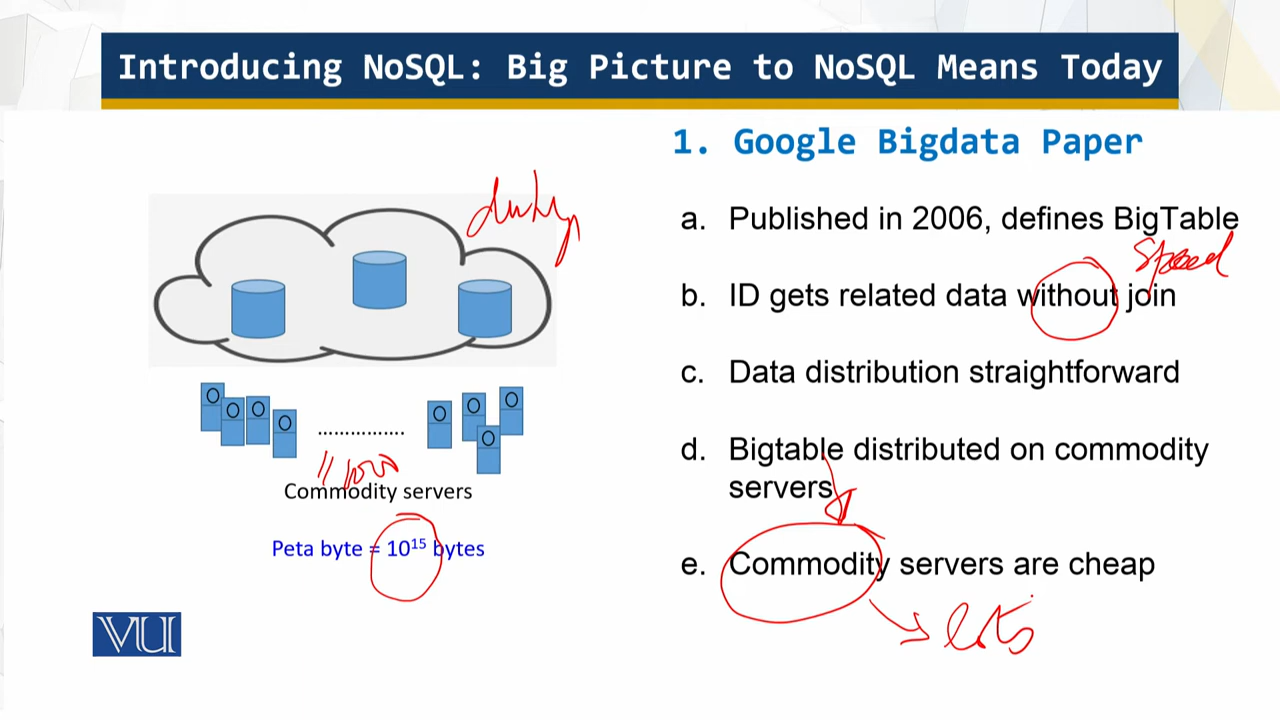 Introducing NoSQL: Big Picture to NoSQL Means Today
1. Google Bigdata Paper
a. Published in 2006, defines BigTable
speed
b. ID gets related data without join
c. Data distribution straightforward
d. Bigtable distributed on commodity
servers
e. Commodity servers are cheap
................
1000
Commodity servers
Peta byte = 10¹⁵ bytes
VU